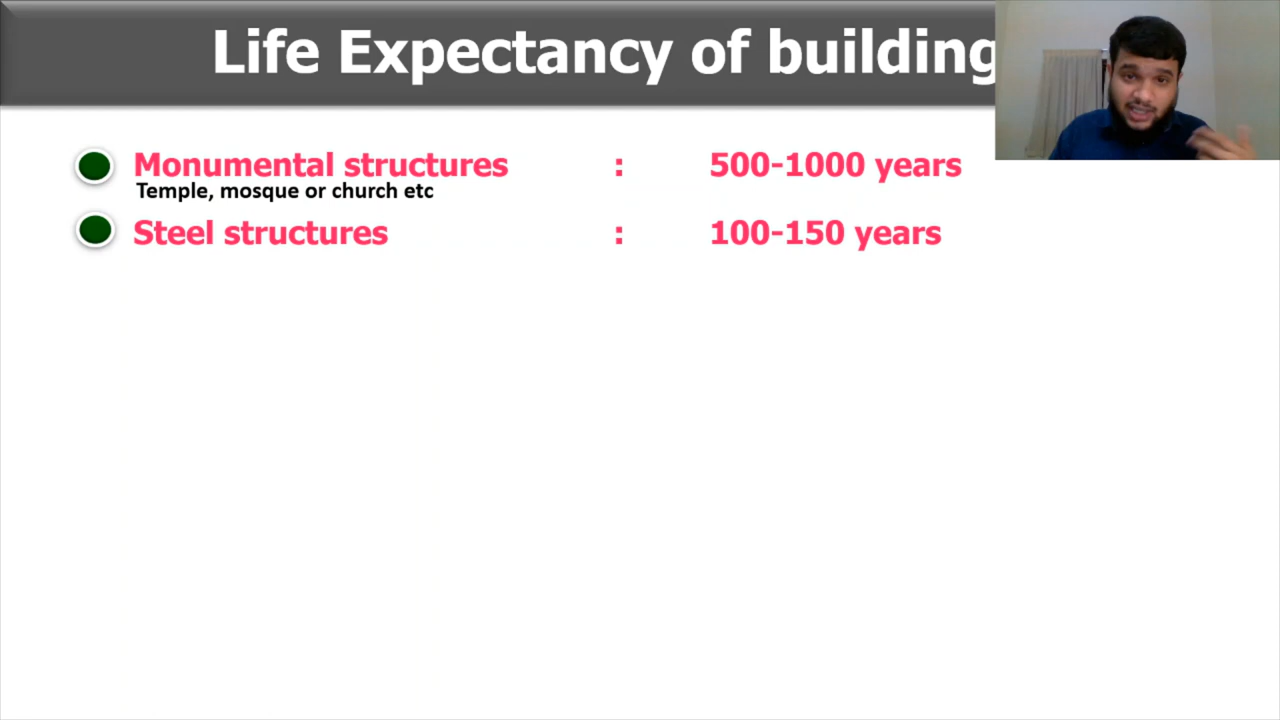 Life Expectancy of building
Monumental structures : 500-1000 years
Temple, mosque or church etc
Steel structures : 100-150 years